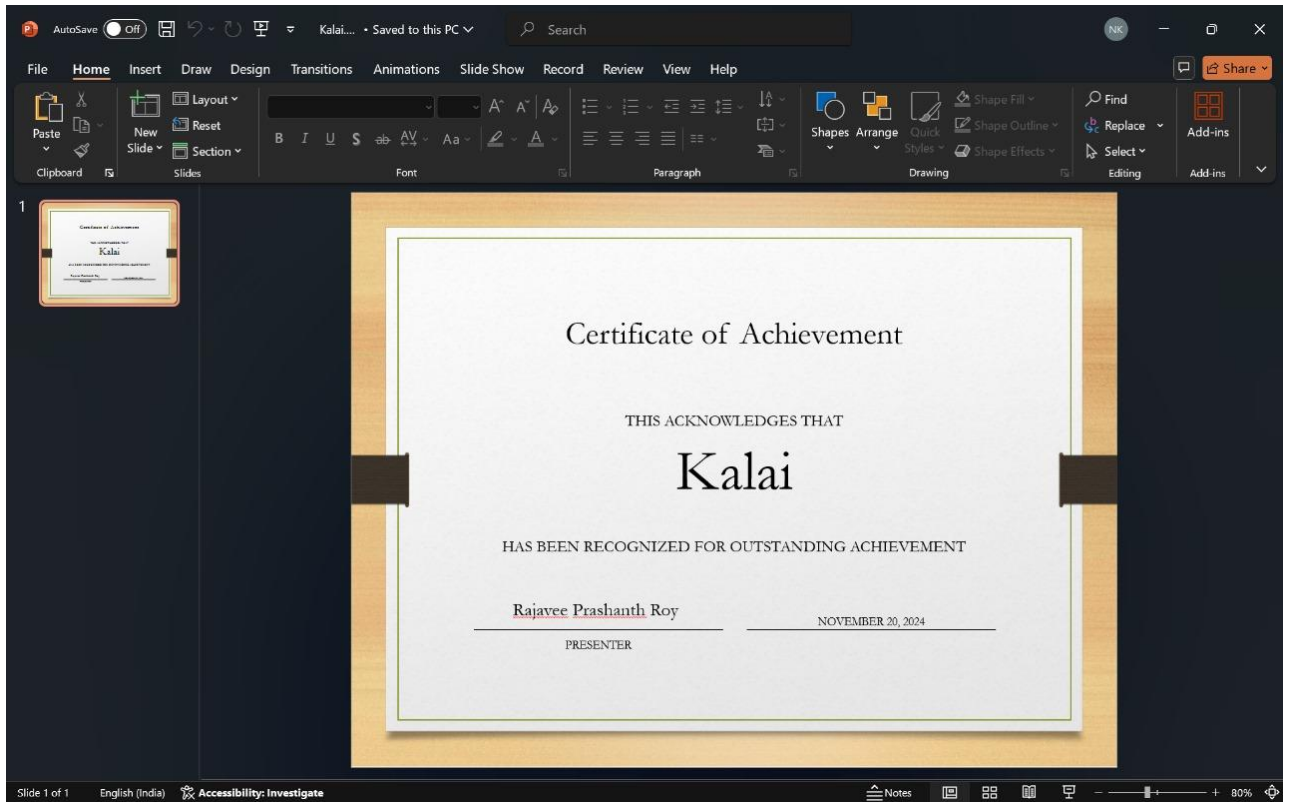 AutoSave Off Kalai.... • Saved to this PC Search NK
File Home Insert Draw Design Transitions Animations Slide Show Record Review View Help Share
Paste New Slide Layout Reset Section
B I U S ab AV Aa A
Shapes Arrange Quick Styles Shape Fill Shape Outline Shape Effects
Find Replace Select Add-ins
Clipboard Slides Font Paragraph Drawing Editing Add-ins
1
Certificate of Achievement
THIS ACKNOWLEDGES THAT
Kalai
HAS BEEN RECOGNIZED FOR OUTSTANDING ACHIEVEMENT
Rajavee Prashanth Roy
NOVEMBER 20, 2024
PRESENTER
Slide 1 of 1 English (India) Accessibility: Investigate Notes 80%